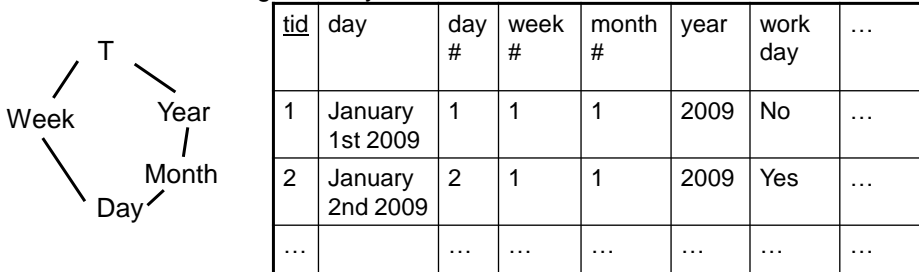 T
Week
Year
Month
Day
tid day day # week # month # year work day …
1 January 1st 2009 1 1 1 2009 No …
2 January 2nd 2009 2 1 1 2009 Yes …
… … … … … … …